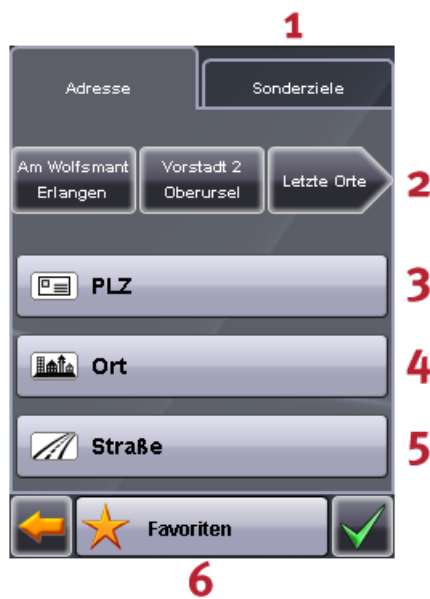 1
Adresse
Sonderziele
Am Wolfsmant
Erlangen
Vorstadt 2
Oberursel
Letzte Orte
2
PLZ
3
Ort
4
Straße
5
Favoriten
6